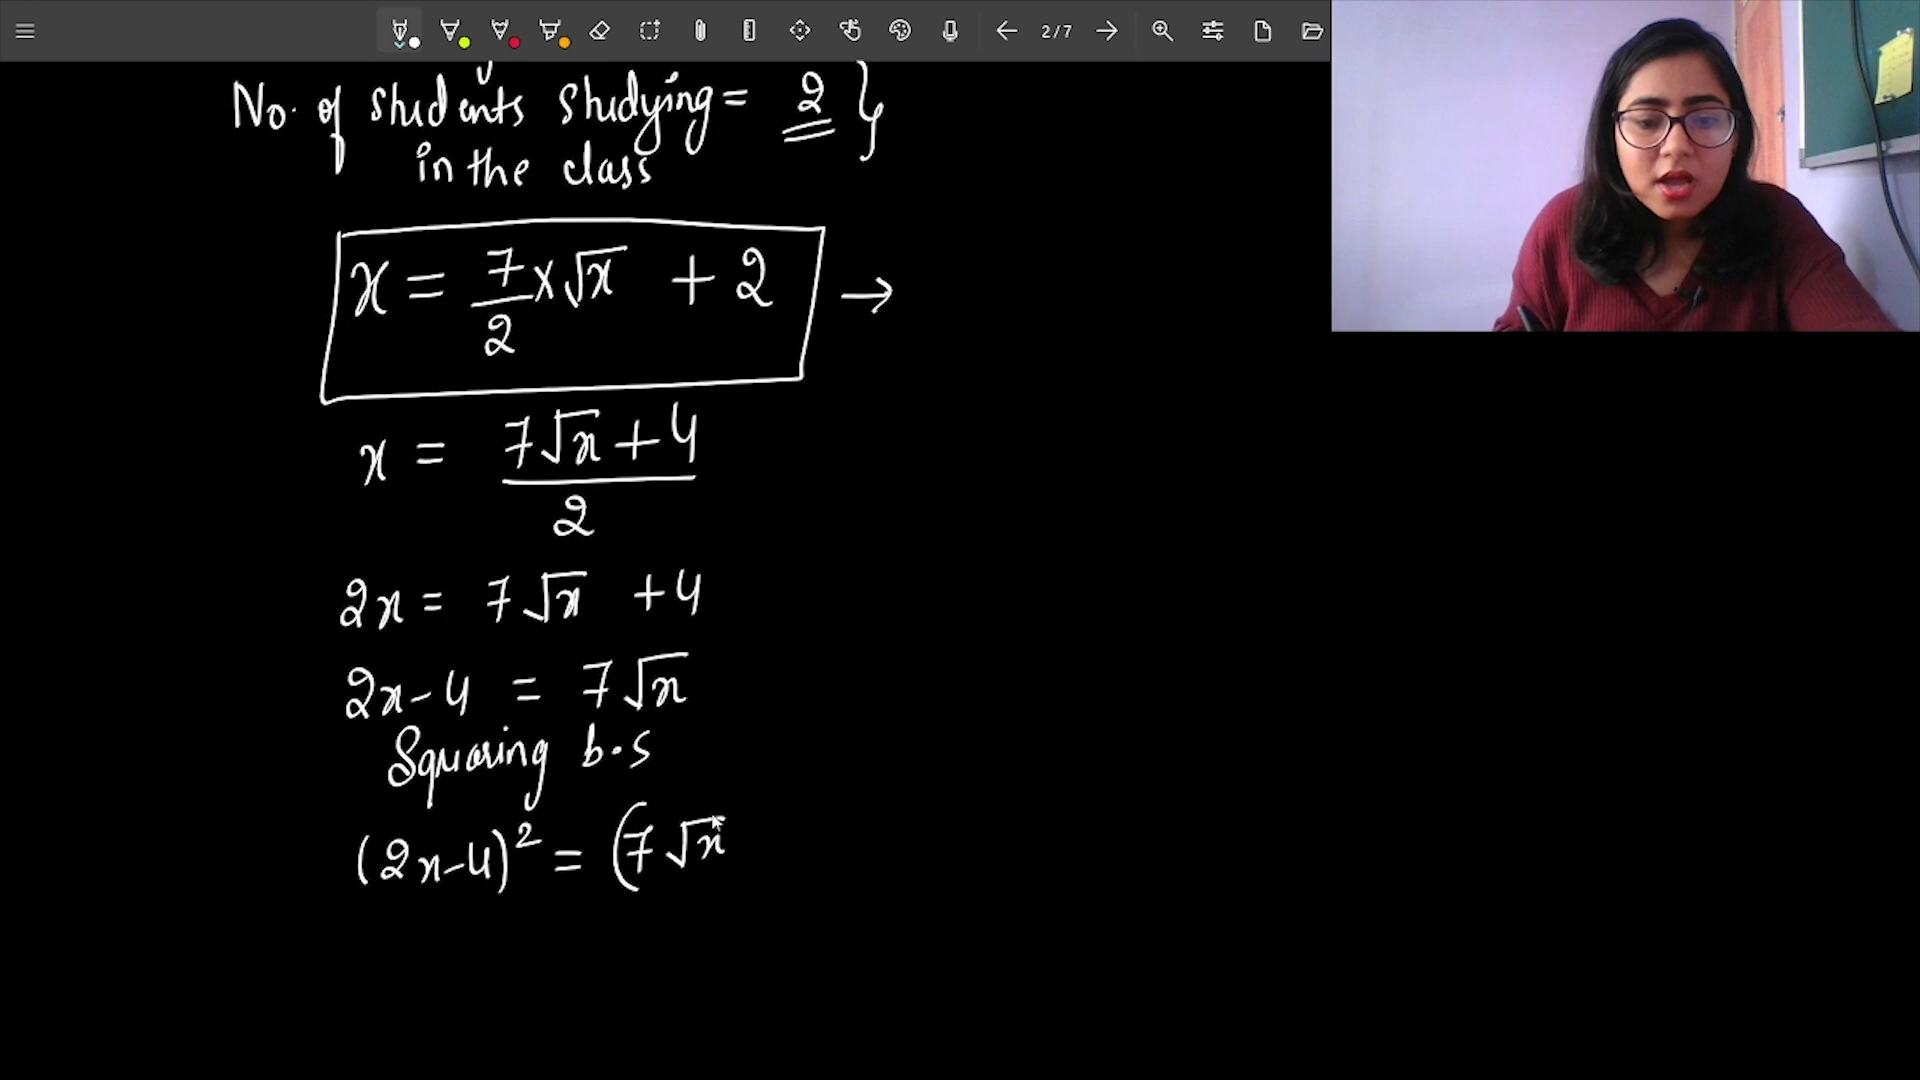 2/7
No. of students studying = 2 }
in the class
x = 7/2 × √x + 2 →
x = 7√x + 4 / 2
2x = 7√x + 4
2x - 4 = 7√x
Squaring b.s
(2x-4)² = (7√x